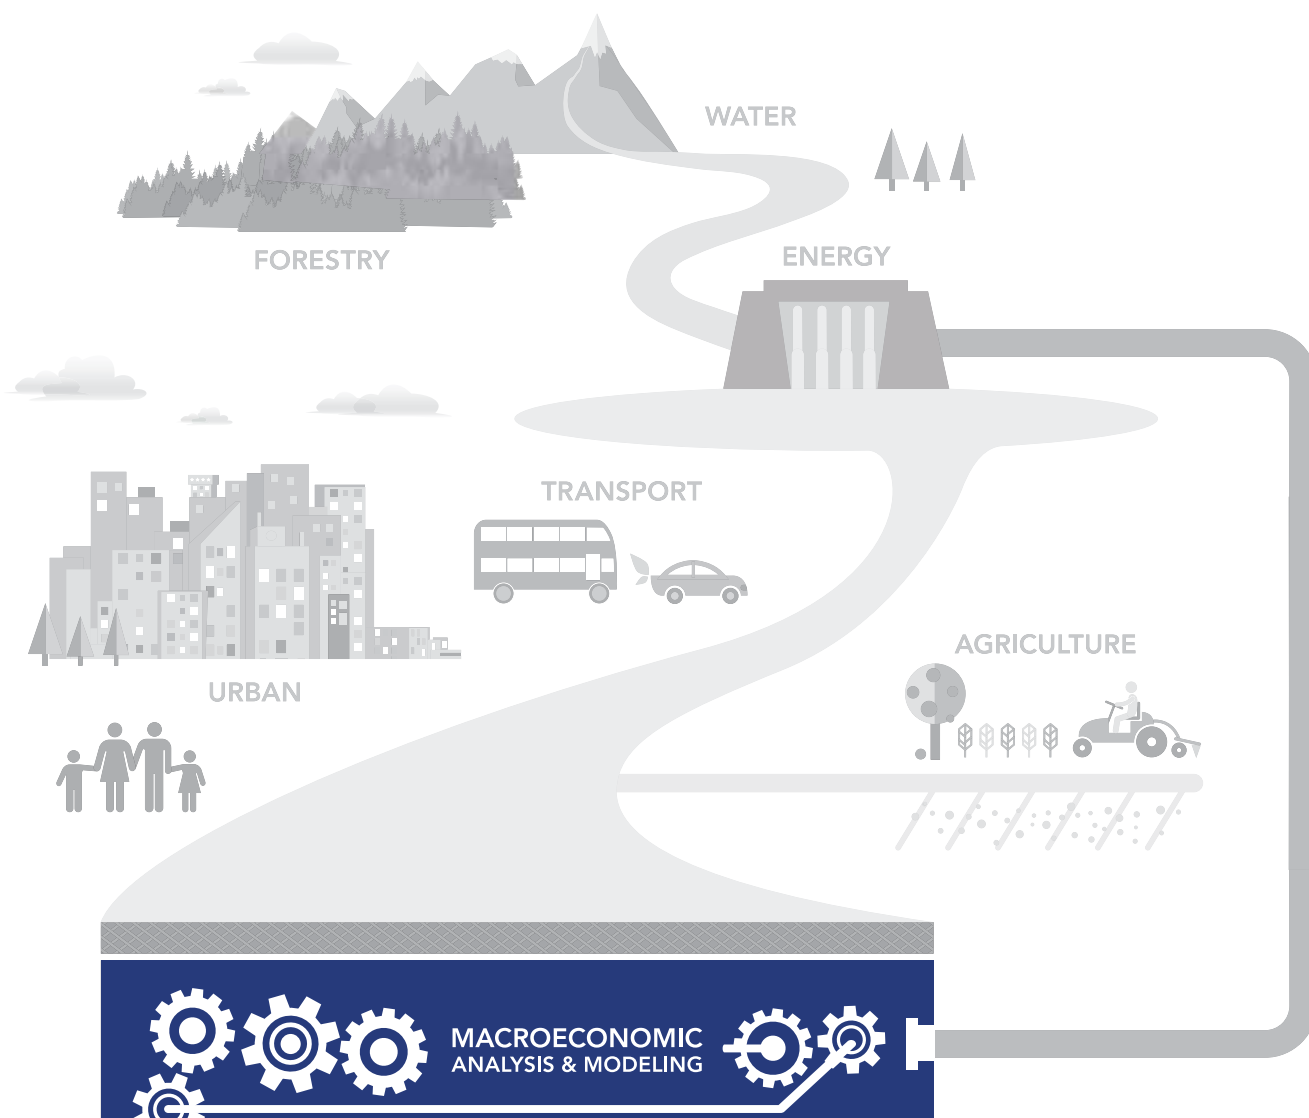 WATER
FORESTRY
ENERGY
TRANSPORT
AGRICULTURE
URBAN
MACROECONOMIC
ANALYSIS & MODELING